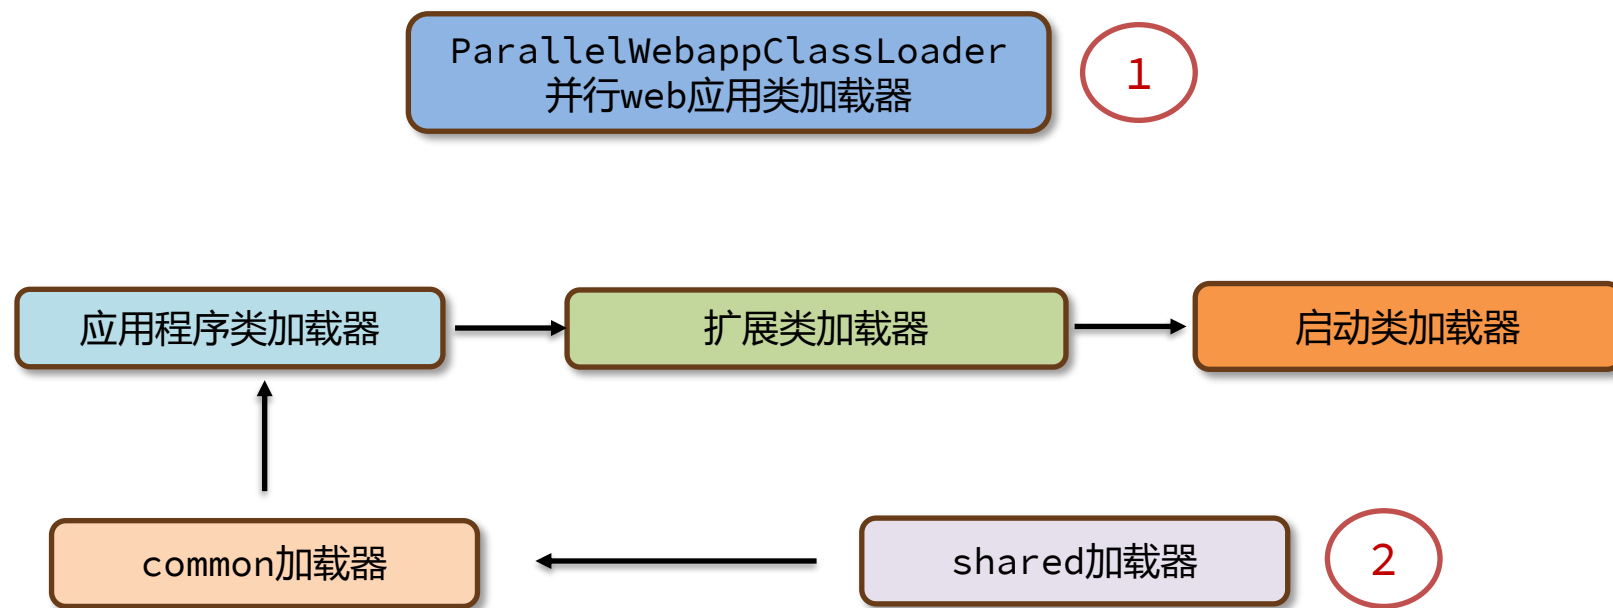 ParallelWebappClassLoader
并行web应用类加载器
1
应用程序类加载器
扩展类加载器
启动类加载器
common加载器
shared加载器
2